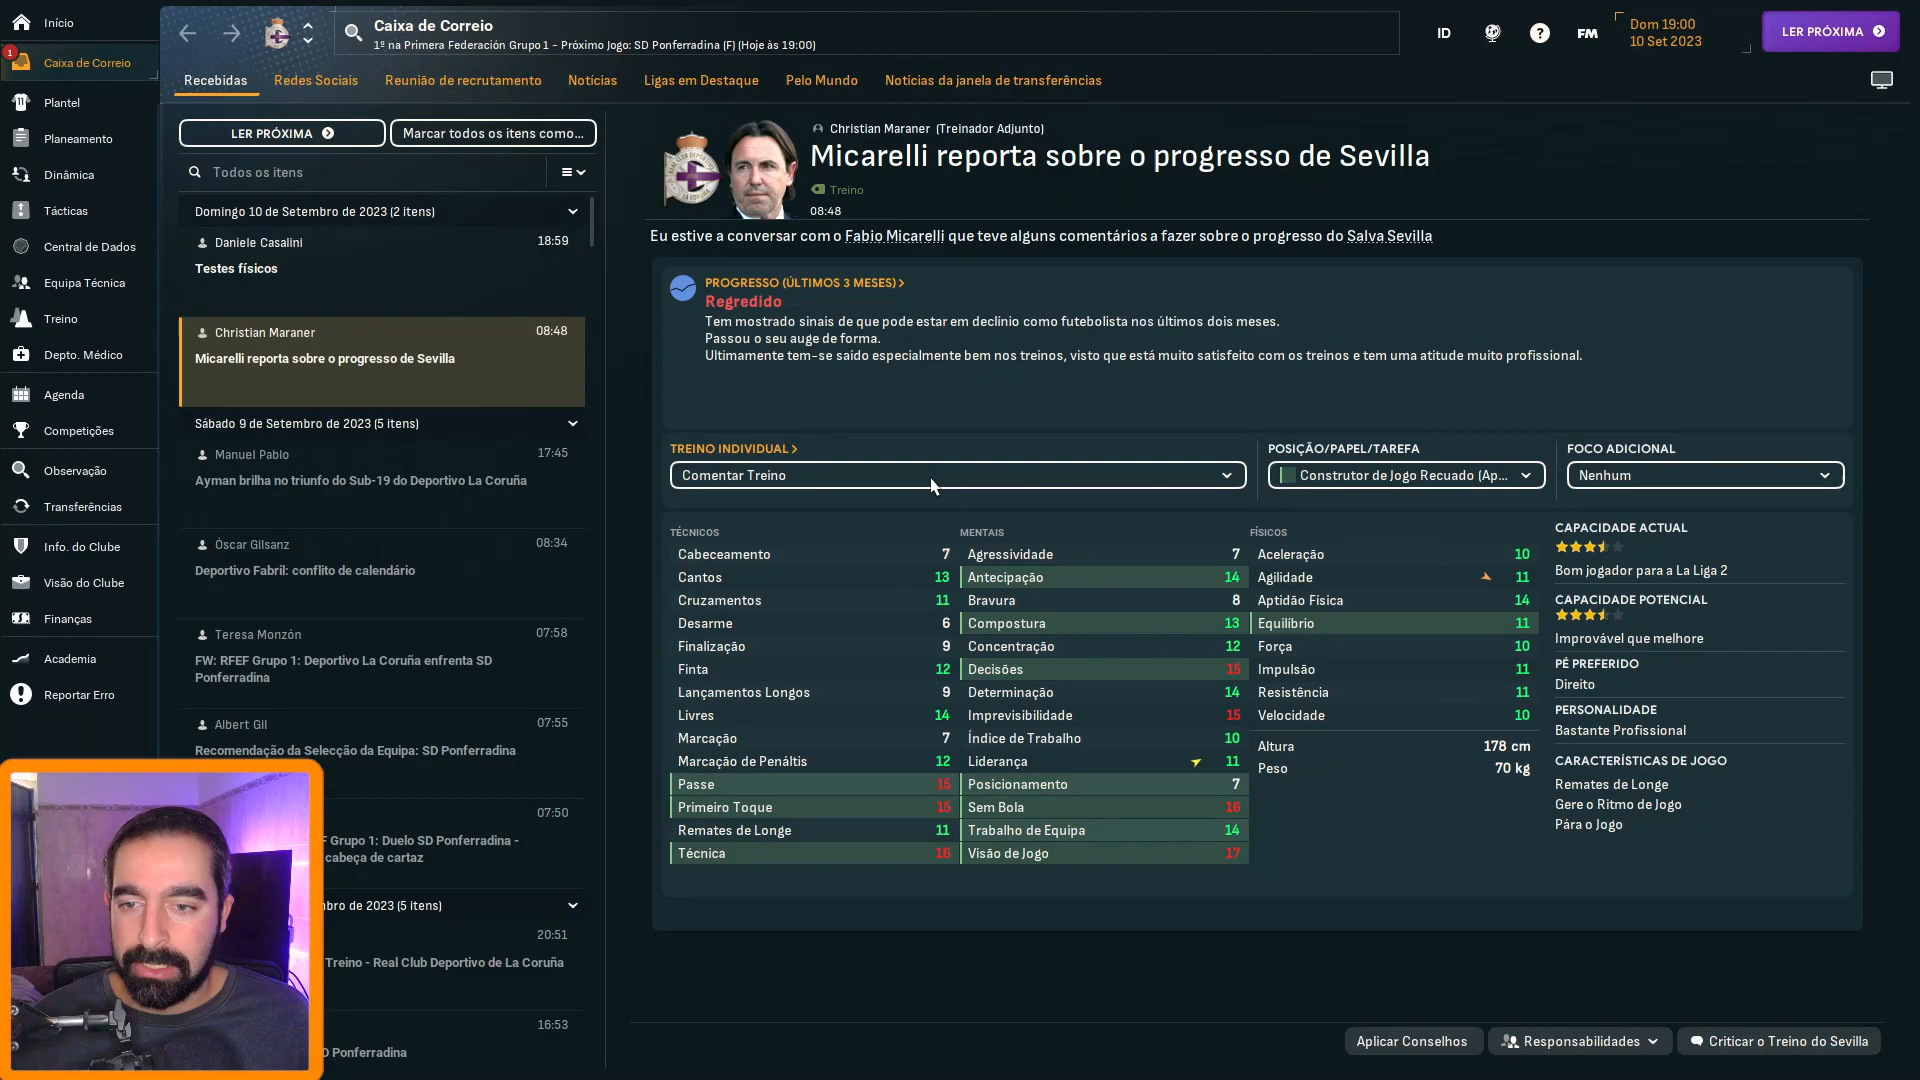 Início
1
Caixa de Correio
Plantel
Planeamento
Dinâmica
Tácticas
Central de Dados
Equipa Técnica
Treino
Depto. Médico
Agenda
Competições
Observação
Transferências
Info. do Clube
Visão do Clube
Finanças
Academia
Reportar Erro
Caixa de Correio
1º na Primera Federación Grupo 1 - Próximo Jogo: SD Ponferradina (F) (Hoje às 19:00)
ID
?
FM
Dom 19:00
10 Set 2023
LER PRÓXIMA
Recebidas
Redes Sociais
Reunião de recrutamento
Notícias
Ligas em Destaque
Pelo Mundo
Notícias da janela de transferências
LER PRÓXIMA
Marcar todos os itens como...
Todos os itens
Domingo 10 de Setembro de 2023 (2 itens)
Daniele Casalini 18:59
Testes físicos
Christian Maraner 08:48
Micarelli reporta sobre o progresso de Sevilla
Sábado 9 de Setembro de 2023 (5 itens)
Manuel Pablo 17:45
Ayman brilha no triunfo do Sub-19 do Deportivo La Coruña
Óscar Gilsanz 08:34
Deportivo Fabril: conflito de calendário
Teresa Monzón 07:58
FW: RFEF Grupo 1: Deportivo La Coruña enfrenta SD
Ponferradina
Albert Gil 07:55
Recomendação da Selecção da Equipa: SD Ponferradina
07:50
F Grupo 1: Duelo SD Ponferradina -
cabeça de cartaz
bro de 2023 (5 itens)
20:51
Treino - Real Club Deportivo de La Coruña
16:53
D Ponferradina
Christian Maraner (Treinador Adjunto)
Micarelli reporta sobre o progresso de Sevilla
Treino
08:48
Eu estive a conversar com o Fabio Micarelli que teve alguns comentários a fazer sobre o progresso do Salva Sevilla
PROGRESSO (ÚLTIMOS 3 MESES) >
Regredido
Tem mostrado sinais de que pode estar em declínio como futebolista nos últimos dois meses.
Passou o seu auge de forma.
Ultimamente tem-se saído especialmente bem nos treinos, visto que está muito satisfeito com os treinos e tem uma atitude muito profissional.
TREINO INDIVIDUAL >
Comentar Treino
POSIÇÃO/PAPEL/TAREFA
Construtor de Jogo Recuado (Ap...
FOCO ADICIONAL
Nenhum
TÉCNICOS
Cabeceamento 7
Cantos 13
Cruzamentos 11
Desarme 6
Finalização 9
Finta 12
Lançamentos Longos 9
Livres 14
Marcação 7
Marcação de Penáltis 12
Passe 15
Primeiro Toque 15
Remates de Longe 11
Técnica 16
MENTAIS
Agressividade 7
Antecipação 14
Bravura 8
Compostura 13
Concentração 12
Decisões 15
Determinação 14
Imprevisibilidade 15
Índice de Trabalho 10
Liderança 11
Posicionamento 7
Sem Bola 16
Trabalho de Equipa 14
Visão de Jogo 17
FÍSICOS
Aceleração 10
Agilidade 11
Aptidão Física 14
Equilíbrio 11
Força 10
Impulsão 11
Resistência 11
Velocidade 10
Altura 178 cm
Peso 70 kg
CAPACIDADE ACTUAL
Bom jogador para a La Liga 2
CAPACIDADE POTENCIAL
Improvável que melhore
PÉ PREFERIDO
Direito
PERSONALIDADE
Bastante Profissional
CARACTERÍSTICAS DE JOGO
Remates de Longe
Gere o Ritmo de Jogo
Pára o Jogo
Aplicar Conselhos
Responsabilidades
Criticar o Treino do Sevilla